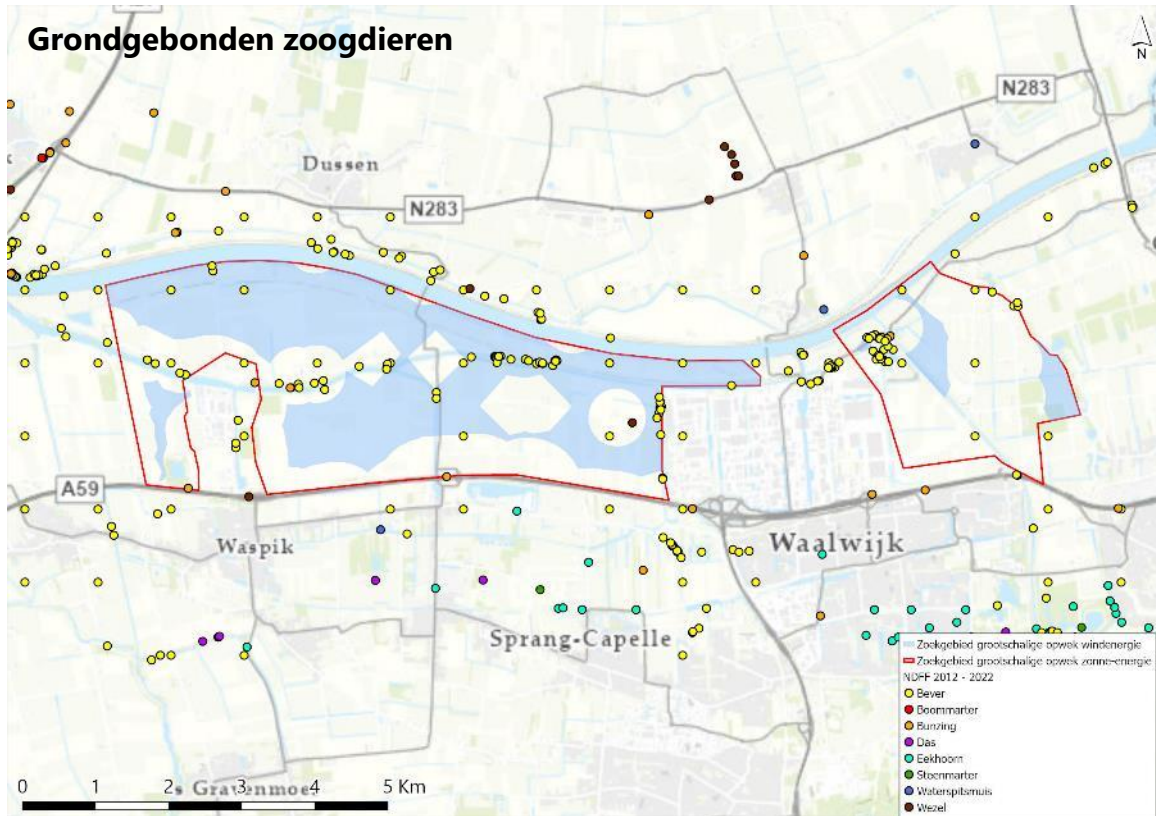 Grondgebonden zoogdieren
N
N283
Dussen
N283
A59
Waspik
Waalwijk
Sprang-Capelle
Zoekgebied grootschalige opwek windenergie
Zoekgebied grootschalige opwek zonne-energie
NDFF 2012 - 2022
Bever
Boommarter
Bunzing
Das
Eekhoorn
Steenmarter
Waterspitsmuis
Wezel
0 1 2 3 4 5 Km
's Gravenmoer